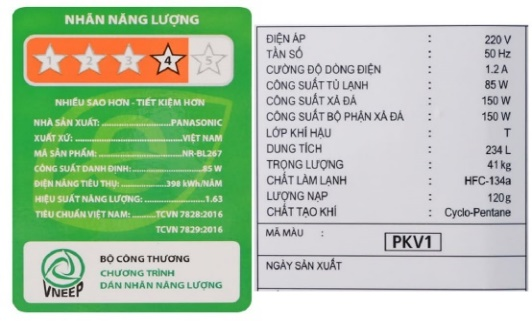 NHÃN NĂNG LƯỢNG
1 2 3 4 5
NHIỀU SAO HƠN - TIẾT KIỆM HƠN
NHÀ SẢN XUẤT: PANASONIC
XUẤT XỨ: VIỆT NAM
MÃ SẢN PHẨM: NR-BL267
CÔNG SUẤT DANH ĐỊNH: 85 W
ĐIỆN NĂNG TIÊU THỤ: 398 kWh/NĂM
HIỆU SUẤT NĂNG LƯỢNG: 1.63
TIÊU CHUẨN VIỆT NAM: TCVN 7828:2016
TCVN 7829:2016
VNEEP
BỘ CÔNG THƯƠNG
CHƯƠNG TRÌNH
DÁN NHÃN NĂNG LƯỢNG
ĐIỆN ÁP : 220 V
TẦN SỐ : 50 Hz
CƯỜNG ĐỘ DÒNG ĐIỆN : 1.2 A
CÔNG SUẤT TỦ LẠNH : 85 W
CÔNG SUẤT XẢ ĐÁ : 150 W
CÔNG SUẤT BỘ PHẬN XẢ ĐÁ : 150 W
LỚP KHÍ HẬU : T
DUNG TÍCH : 234 L
TRỌNG LƯỢNG : 41 kg
CHẤT LÀM LẠNH : HFC-134a
LƯỢNG NẠP : 120 g
CHẤT TẠO KHÍ : Cyclo-Pentane
MÃ MÀU : PKV1
NGÀY SẢN XUẤT